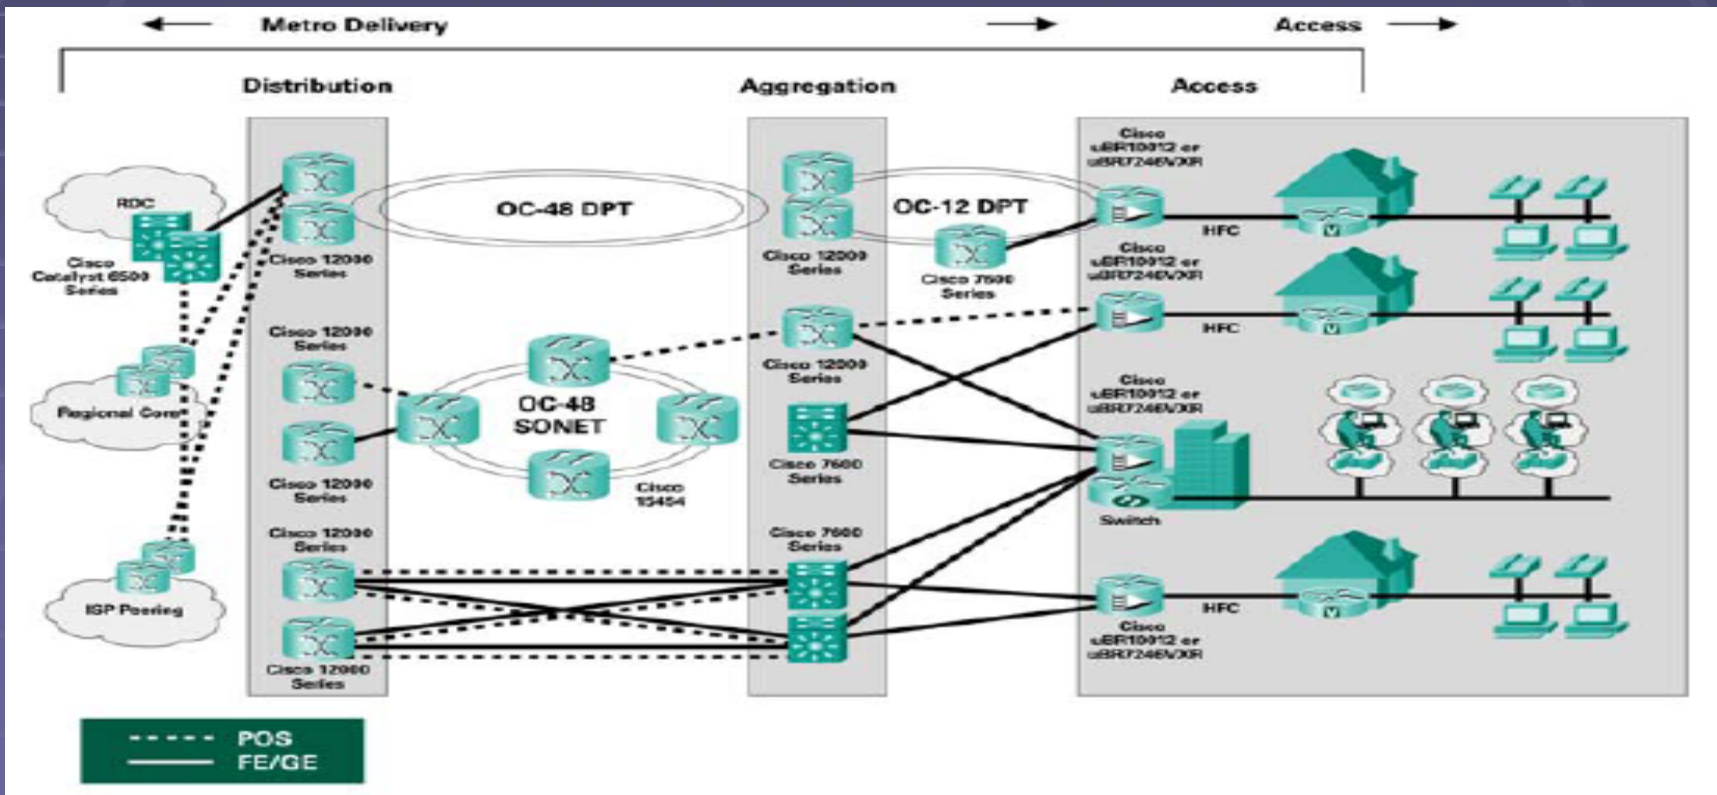 Metro Delivery
Access
Distribution
Aggregation
Access
RDC
Cisco
Catalyst 6500
Series
Regional Core
ISP Peering
Cisco 12000
Series
Cisco 12000
Series
Cisco 12000
Series
Cisco 12000
Series
Cisco 12000
Series
OC-48 DPT
OC-48
SONET
Cisco
15454
Cisco 12000
Series
Cisco 12000
Series
Cisco 7600
Series
Cisco 7600
Series
OC-12 DPT
Cisco 7600
Series
Cisco
uBR10012 or
uBR7246VXR
HFC
V
Cisco
uBR10012 or
uBR7246VXR
HFC
V
Cisco
uBR10012 or
uBR7246VXR
S
Switch
HFC
V
Cisco
uBR10012 or
uBR7246VXR
POS
FE/GE